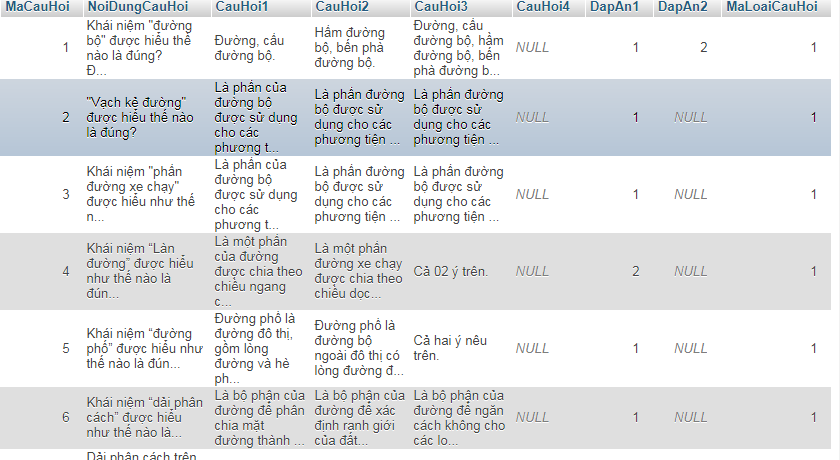 MaCauHoi NoiDungCauHoi CauHoi1 CauHoi2 CauHoi3 CauHoi4 DapAn1 DapAn2 MaLoaiCauHoi
1
Khái niệm "đường
bộ" được hiểu thế
nào là đúng?
Đ...
Đường, cầu
đường bộ.
Hầm đường
bộ, bến phà
đường bộ.
Đường, cầu
đường bộ, hầm
đường bộ, bến
phà đường b...
NULL
1
2
1
2
"Vạch kẻ đường"
được hiểu thế nào
là đúng?
Là phần của
đường bộ
được sử dụng
cho các
phương t...
Là phần đường
bộ được sử
dụng cho các
phương tiện ...
Là phần đường
bộ được sử
dụng cho các
phương tiện ...
NULL
1
NULL
1
3
Khái niệm "phần
đường xe chạy"
được hiểu như thế
n...
Là phần của
đường bộ
được sử dụng
cho các
phương t...
Là phần đường
bộ được sử
dụng cho các
phương tiện ...
Là phần đường
bộ được sử
dụng cho các
phương tiện ...
NULL
1
NULL
1
4
Khái niệm “Làn
đường” được hiểu
như thế nào là
đún...
Là một phần
của đường
được chia theo
chiều ngang
c...
Là một phần
đường xe chạy
được chia theo
chiều dọc...
Cả 02 ý trên.
NULL
2
NULL
1
5
Khái niệm “đường
phố” được hiểu như
thế nào là đún...
Đường phố là
đường đô thị,
gồm lòng
đường và hè
ph...
Đường phố là
đường bộ
ngoài đô thị có
lòng đường đ...
Cả hai ý nêu
trên.
NULL
1
NULL
1
6
Khái niệm “dải phân
cách” được hiểu
như thế nào là...
Là bộ phận của
đường để phân
chia mặt
đường thành ...
Là bộ phận của
đường để xác
định ranh giới
của đất...
Là bộ phận của
đường để ngăn
cách không cho
các lo...
NULL
1
NULL
1
Dải phân cách trên